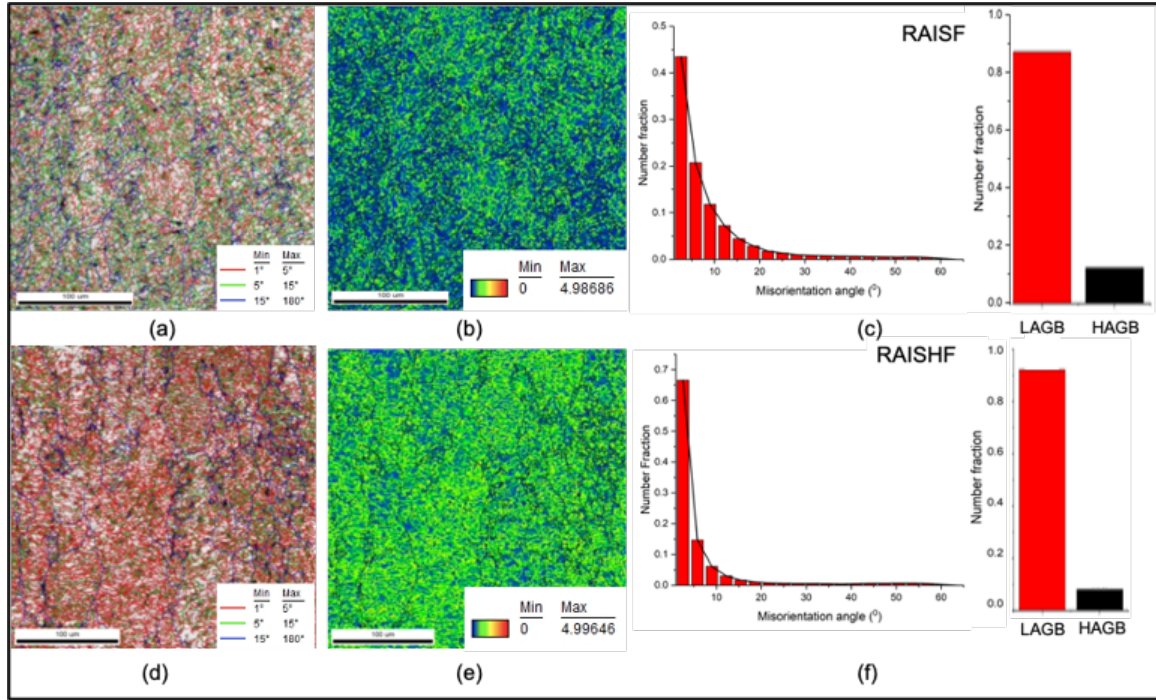 Min Max
1° 5°
5° 15°
15° 180°
100 um
(a)
Min Max
0 4.98686
(b)
RAISF
Number fraction
0.5
0.4
0.3
0.2
0.1
0.0
10 20 30 40 50 60
Misorientation angle (⁰)
(c)
Number fraction
1.0
0.8
0.6
0.4
0.2
0.0
LAGB HAGB
Min Max
1° 5°
5° 15°
15° 180°
100 um
(d)
Min Max
0 4.99646
(e)
RAISHF
Number Fraction
0.7
0.6
0.5
0.4
0.3
0.2
0.1
0.0
10 20 30 40 50 60
Misorientation angle (⁰)
(f)
Number fraction
1.0
0.8
0.6
0.4
0.2
0.0
LAGB HAGB